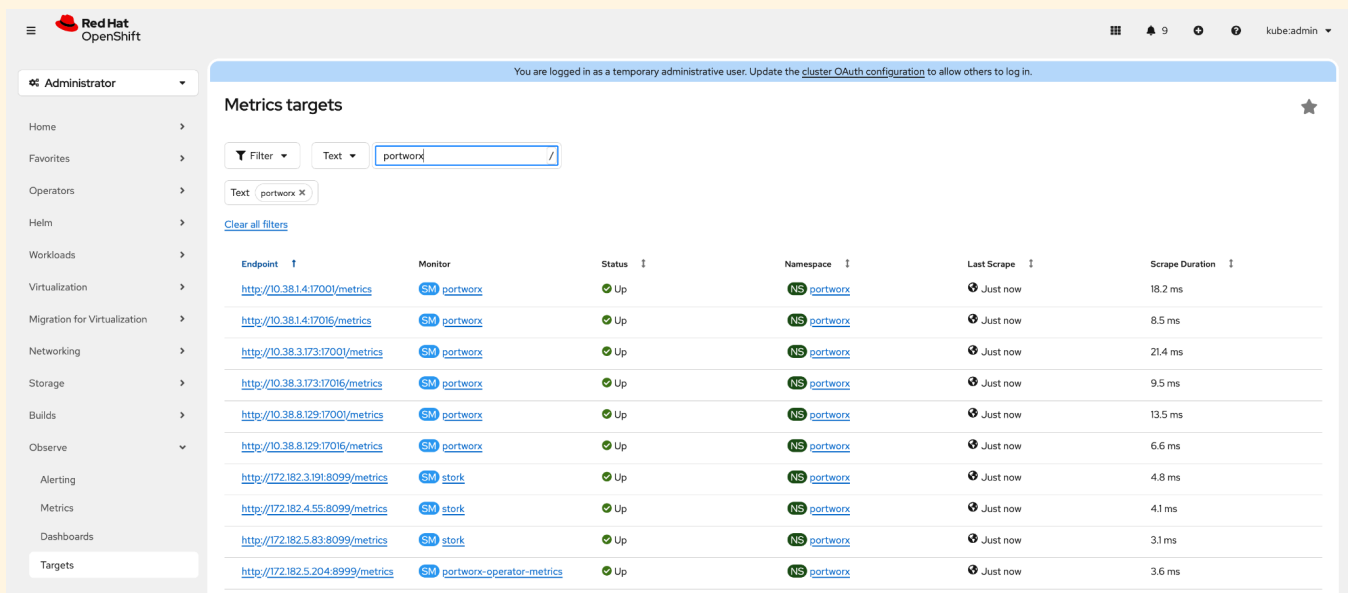 Red Hat
OpenShift
9
kube:admin
Administrator
You are logged in as a temporary administrative user. Update the cluster OAuth configuration to allow others to log in.
Home
Favorites
Operators
Helm
Workloads
Virtualization
Migration for Virtualization
Networking
Storage
Builds
Observe
Alerting
Metrics
Dashboards
Targets
Metrics targets
Filter Text portworx /
Text portworx ✕
Clear all filters
Endpoint Monitor Status Namespace Last Scrape Scrape Duration
http://10.38.1.4:17001/metrics SM portworx Up NS portworx Just now 18.2 ms
http://10.38.1.4:17016/metrics SM portworx Up NS portworx Just now 8.5 ms
http://10.38.3.173:17001/metrics SM portworx Up NS portworx Just now 21.4 ms
http://10.38.3.173:17016/metrics SM portworx Up NS portworx Just now 9.5 ms
http://10.38.8.129:17001/metrics SM portworx Up NS portworx Just now 13.5 ms
http://10.38.8.129:17016/metrics SM portworx Up NS portworx Just now 6.6 ms
http://172.182.3.191:8099/metrics SM stork Up NS portworx Just now 4.8 ms
http://172.182.4.55:8099/metrics SM stork Up NS portworx Just now 4.1 ms
http://172.182.5.83:8099/metrics SM stork Up NS portworx Just now 3.1 ms
http://172.182.5.204:8999/metrics SM portworx-operator-metrics Up NS portworx Just now 3.6 ms